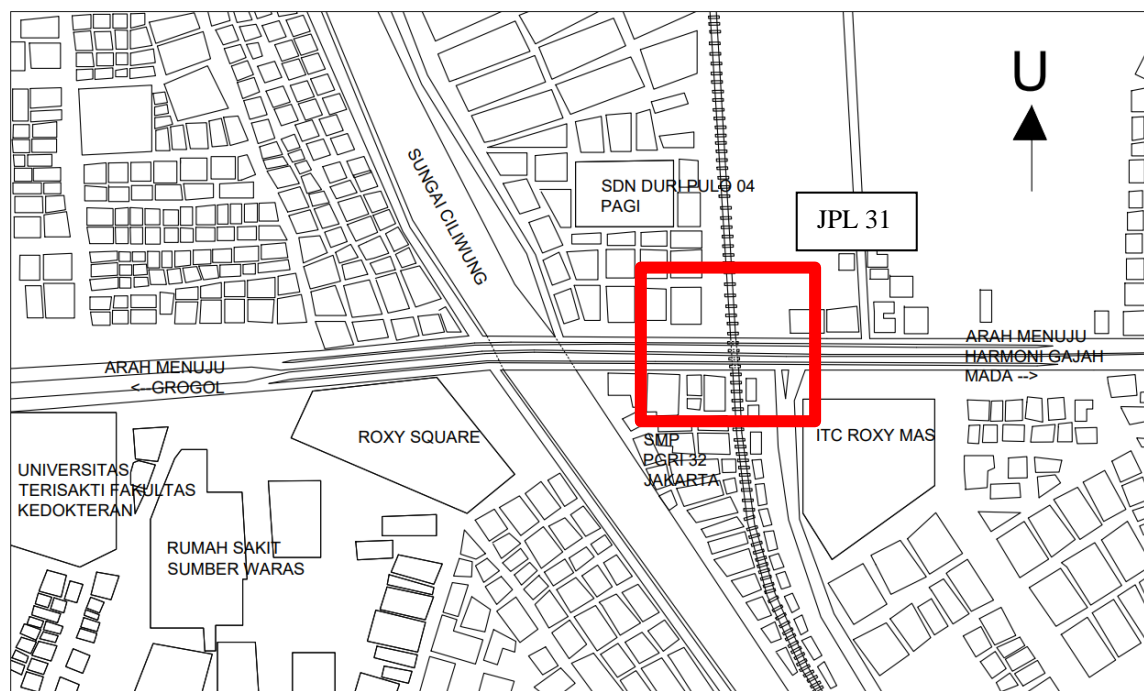 U
SUNGAI CILIWUNG
SDN DURI PULO 04
PAGI
JPL 31
ARAH MENUJU
<--GROGOL
ARAH MENUJU
HARMONI GAJAH
MADA -->
ROXY SQUARE
SMP
PGRI 32
JAKARTA
ITC ROXY MAS
UNIVERSITAS
TERISAKTI FAKULTAS
KEDOKTERAN
RUMAH SAKIT
SUMBER WARAS